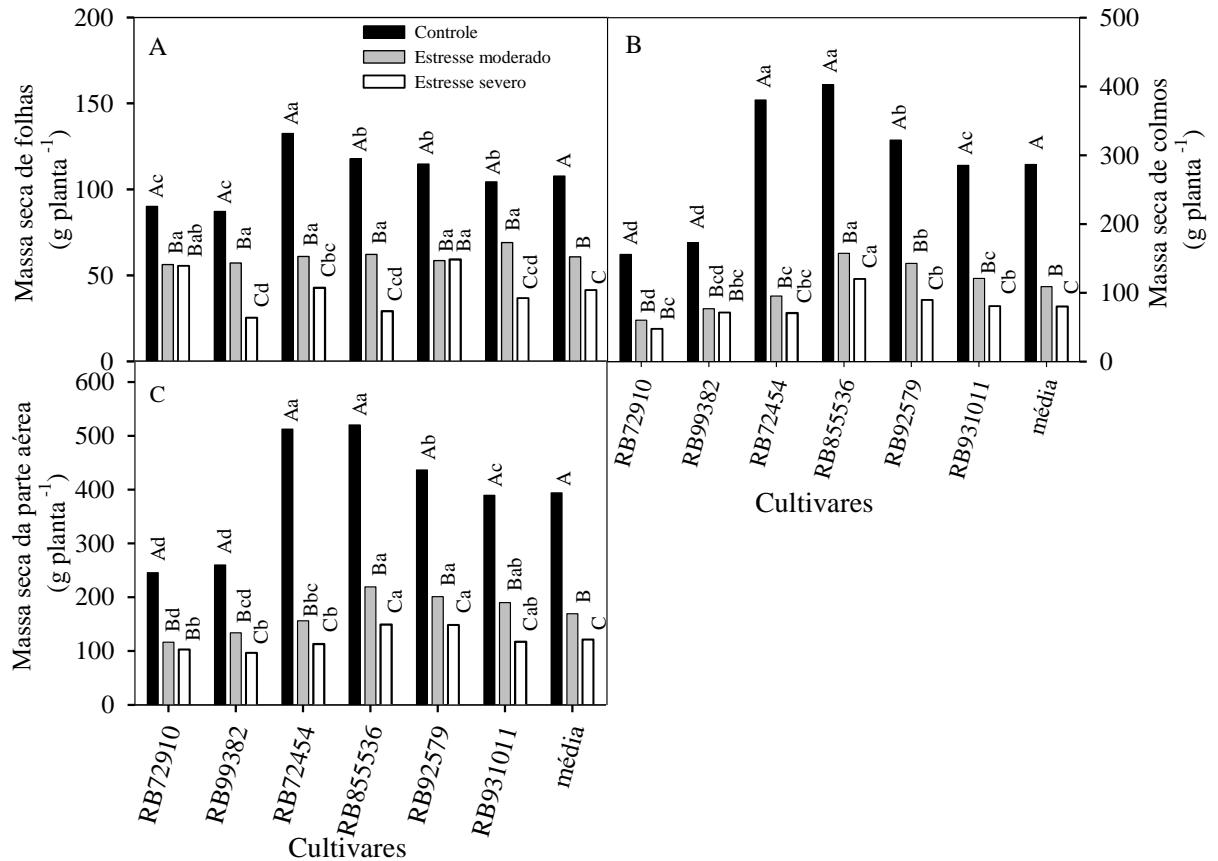 A
Controle
Estresse moderado
Estresse severo
Massa seca de folhas
(g planta -1)
200
150
100
50
0
Ac Ba Bab
Ac Ba Cd
Aa Ba Cbc
Ab Ba Ccd
Ab Ba Ba
Ab Ba Ccd
A B C
B
Massa seca de colmos
(g planta -1)
500
400
300
200
100
0
Ad Bd Bc
Ad Bcd Bbc
Aa Bc Cbc
Aa Ba Ca
Ab Bb Cb
Ac Bc Cb
A B C
RB72910
RB99382
RB72454
RB855536
RB92579
RB931011
média
Cultivares
C
Massa seca da parte aérea
(g planta -1)
600
500
400
300
200
100
0
Ad Bd Bb
Ad Bcd Cb
Aa Bbc Cb
Aa Ba Ca
Ab Ba Ca
Ac Bab Cab
A B C
RB72910
RB99382
RB72454
RB855536
RB92579
RB931011
média
Cultivares